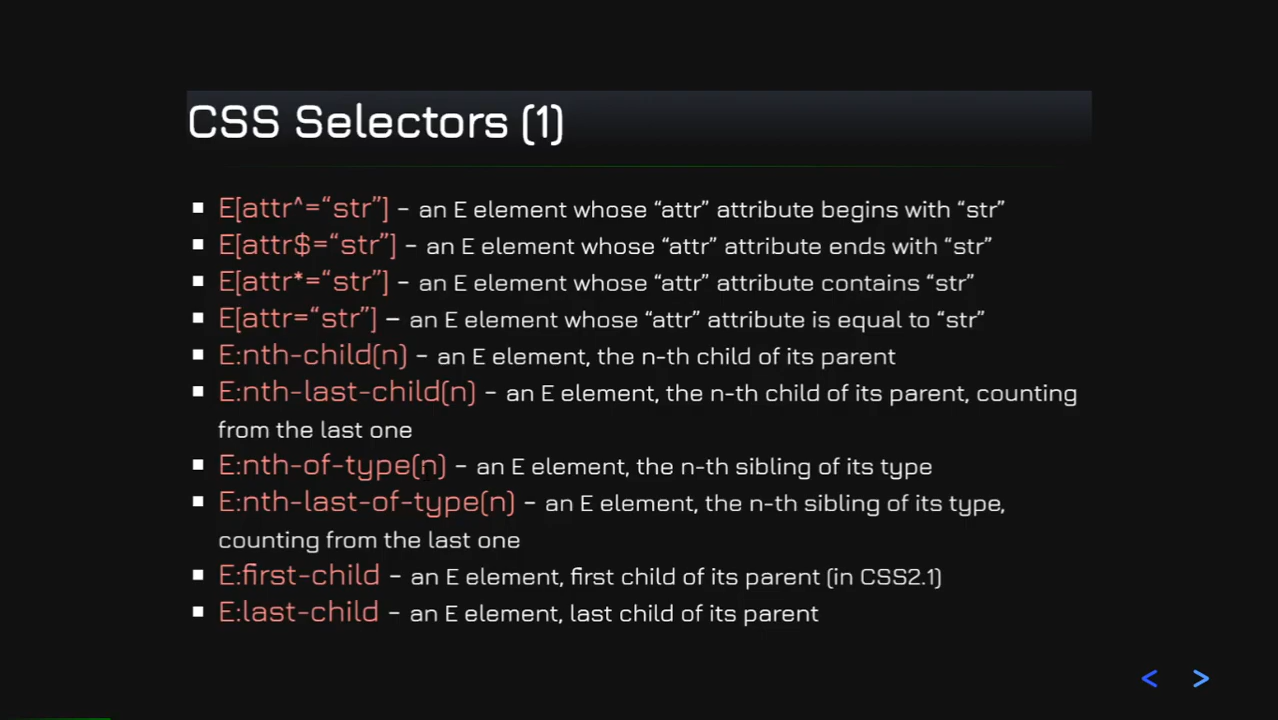 CSS Selectors (1)
▪ E[attr^=“str”] – an E element whose “attr” attribute begins with “str”
▪ E[attr$=“str”] – an E element whose “attr” attribute ends with “str”
▪ E[attr*=“str”] – an E element whose “attr” attribute contains “str”
▪ E[attr=“str”] – an E element whose “attr” attribute is equal to “str”
▪ E:nth-child(n) – an E element, the n-th child of its parent
▪ E:nth-last-child(n) – an E element, the n-th child of its parent, counting
from the last one
▪ E:nth-of-type(n) – an E element, the n-th sibling of its type
▪ E:nth-last-of-type(n) – an E element, the n-th sibling of its type,
counting from the last one
▪ E:first-child – an E element, first child of its parent (in CSS2.1)
▪ E:last-child – an E element, last child of its parent
< >